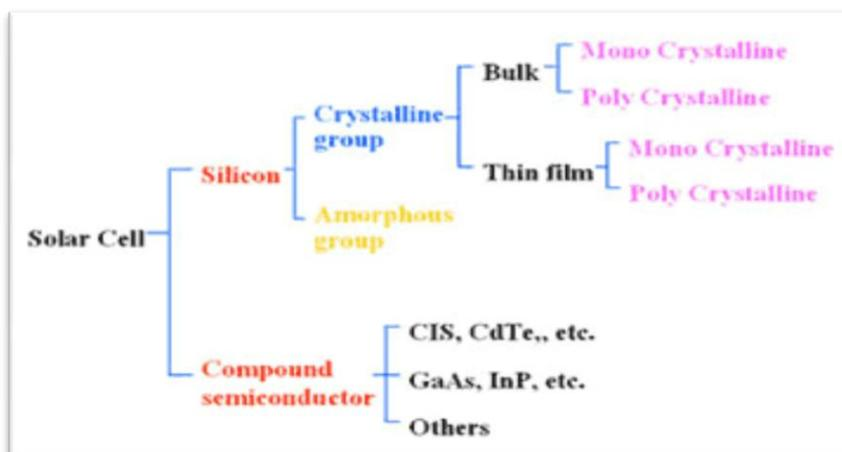 Solar Cell
Silicon
Crystalline
group
Bulk
Mono Crystalline
Poly Crystalline
Thin film
Mono Crystalline
Poly Crystalline
Amorphous
group
Compound
semiconductor
CIS, CdTe,, etc.
GaAs, InP, etc.
Others